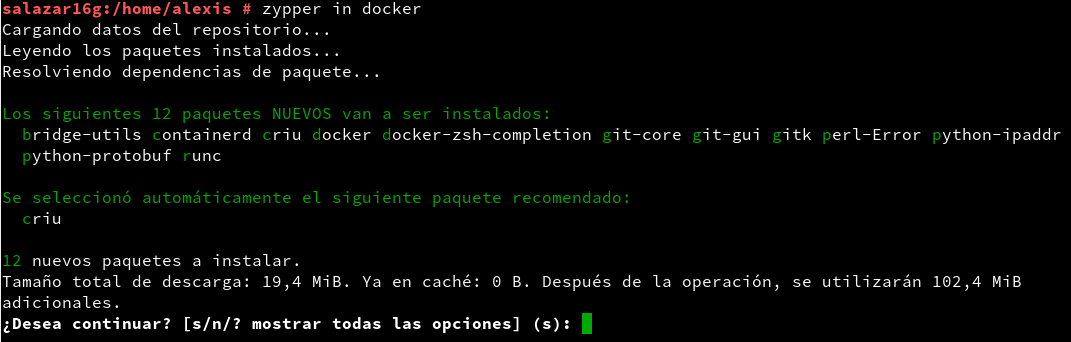 salazar16g:/home/alexis # zypper in docker
Cargando datos del repositorio...
Leyendo los paquetes instalados...
Resolviendo dependencias de paquete...
Los siguientes 12 paquetes NUEVOS van a ser instalados:
bridge-utils containerd criu docker docker-zsh-completion git-core git-gui gitk perl-Error python-ipaddr
python-protobuf runc
Se seleccionó automáticamente el siguiente paquete recomendado:
criu
12 nuevos paquetes a instalar.
Tamaño total de descarga: 19,4 MiB. Ya en caché: 0 B. Después de la operación, se utilizarán 102,4 MiB
adicionales.
¿Desea continuar? [s/n/? mostrar todas las opciones] (s):